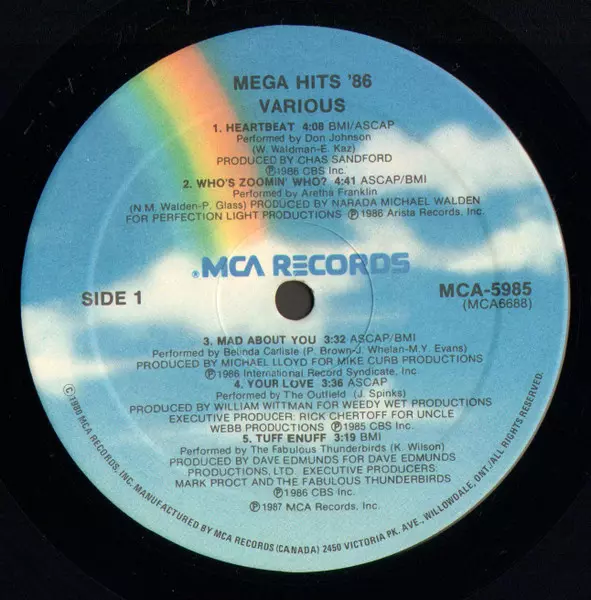 MEGA HITS '86
VARIOUS
1. HEARTBEAT 4:08 BMI/ASCAP
Performed by Don Johnson
(W. Waldman-E. Kaz)
PRODUCED BY CHAS SANDFORD
Ⓟ1986 CBS Inc.
2. WHO'S ZOOMIN' WHO? 4:41 ASCAP/BMI
Performed by Aretha Franklin
(N M. Walden-P. Glass) PRODUCED BY NARADA MICHAEL WALDEN
FOR PERFECTION LIGHT PRODUCTIONS Ⓟ1986 Arista Records, Inc.
®MCA RECORDS
SIDE 1
MCA-5985
(MCA6688)
3. MAD ABOUT YOU 3:32 ASCAP/BMI
Performed by Belinda Carlisle (P. Brown-J. Whelan-M.Y. Evans)
PRODUCED BY MICHAEL LLOYD FOR MIKE CURB PRODUCTIONS
Ⓟ1986 International Record Syndicate, Inc.
4. YOUR LOVE 3:36 ASCAP
Performed by The Outfield (J. Spinks)
PRODUCED BY WILLIAM WITTMAN FOR WEEDY WET PRODUCTIONS
EXECUTIVE PRODUCER: RICK CHERTOFF FOR UNCLE
WEBB PRODUCTIONS Ⓟ1985 CBS Inc.
5. TUFF ENUFF 3:19 BMI
Performed by The Fabulous Thunderbirds (K. Wilson)
PRODUCED BY DAVE EDMUNDS FOR DAVE EDMUNDS
PRODUCTIONS, LTD. EXECUTIVE PRODUCERS:
MARK PROCT AND THE FABULOUS THUNDERBIRDS
Ⓟ1986 CBS Inc.
Ⓟ1987 MCA Records, Inc.
©1980 MCA RECORDS, INC. MANUFACTURED BY MCA RECORDS (CANADA) 2450 VICTORIA PK. AVE., WILLOWDALE, ONT./ALL RIGHTS RESERVED.